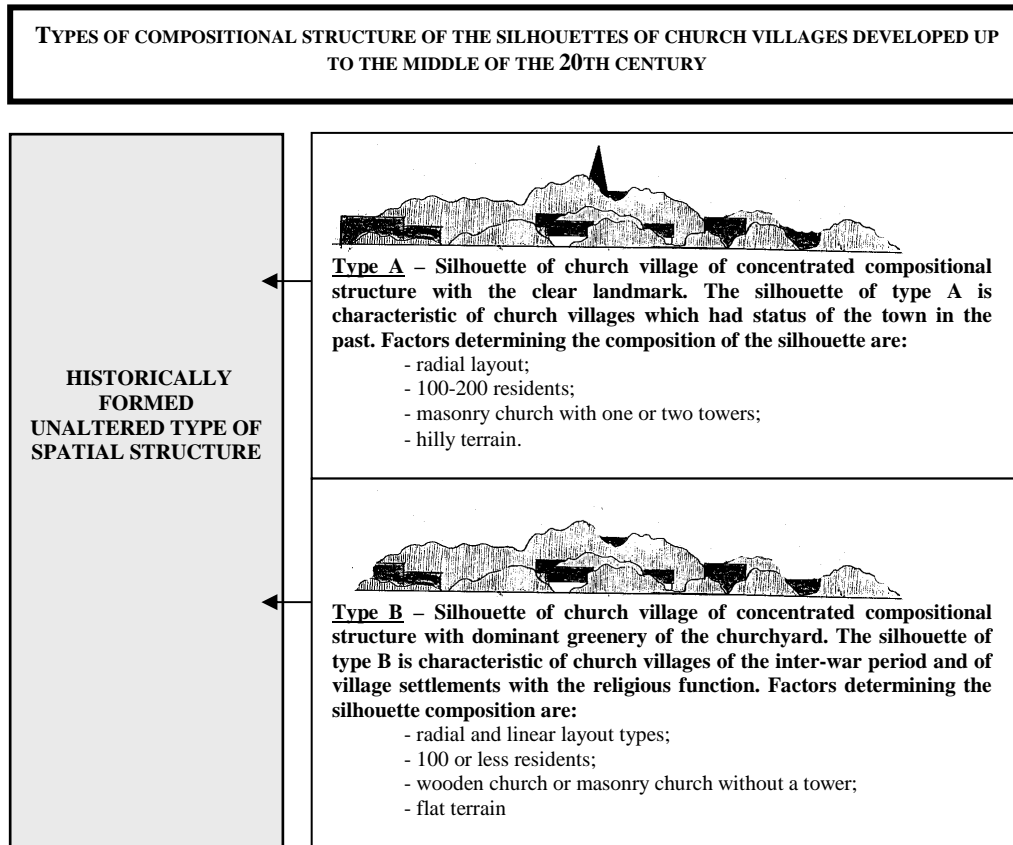 TYPES OF COMPOSITIONAL STRUCTURE OF THE SILHOUETTES OF CHURCH VILLAGES DEVELOPED UP
TO THE MIDDLE OF THE 20TH CENTURY
HISTORICALLY
FORMED
UNALTERED TYPE OF
SPATIAL STRUCTURE
Type A – Silhouette of church village of concentrated compositional
structure with the clear landmark. The silhouette of type A is
characteristic of church villages which had status of the town in the
past. Factors determining the composition of the silhouette are:
- radial layout;
- 100-200 residents;
- masonry church with one or two towers;
- hilly terrain.
Type B – Silhouette of church village of concentrated compositional
structure with dominant greenery of the churchyard. The silhouette of
type B is characteristic of church villages of the inter-war period and of
village settlements with the religious function. Factors determining the
silhouette composition are:
- radial and linear layout types;
- 100 or less residents;
- wooden church or masonry church without a tower;
- flat terrain